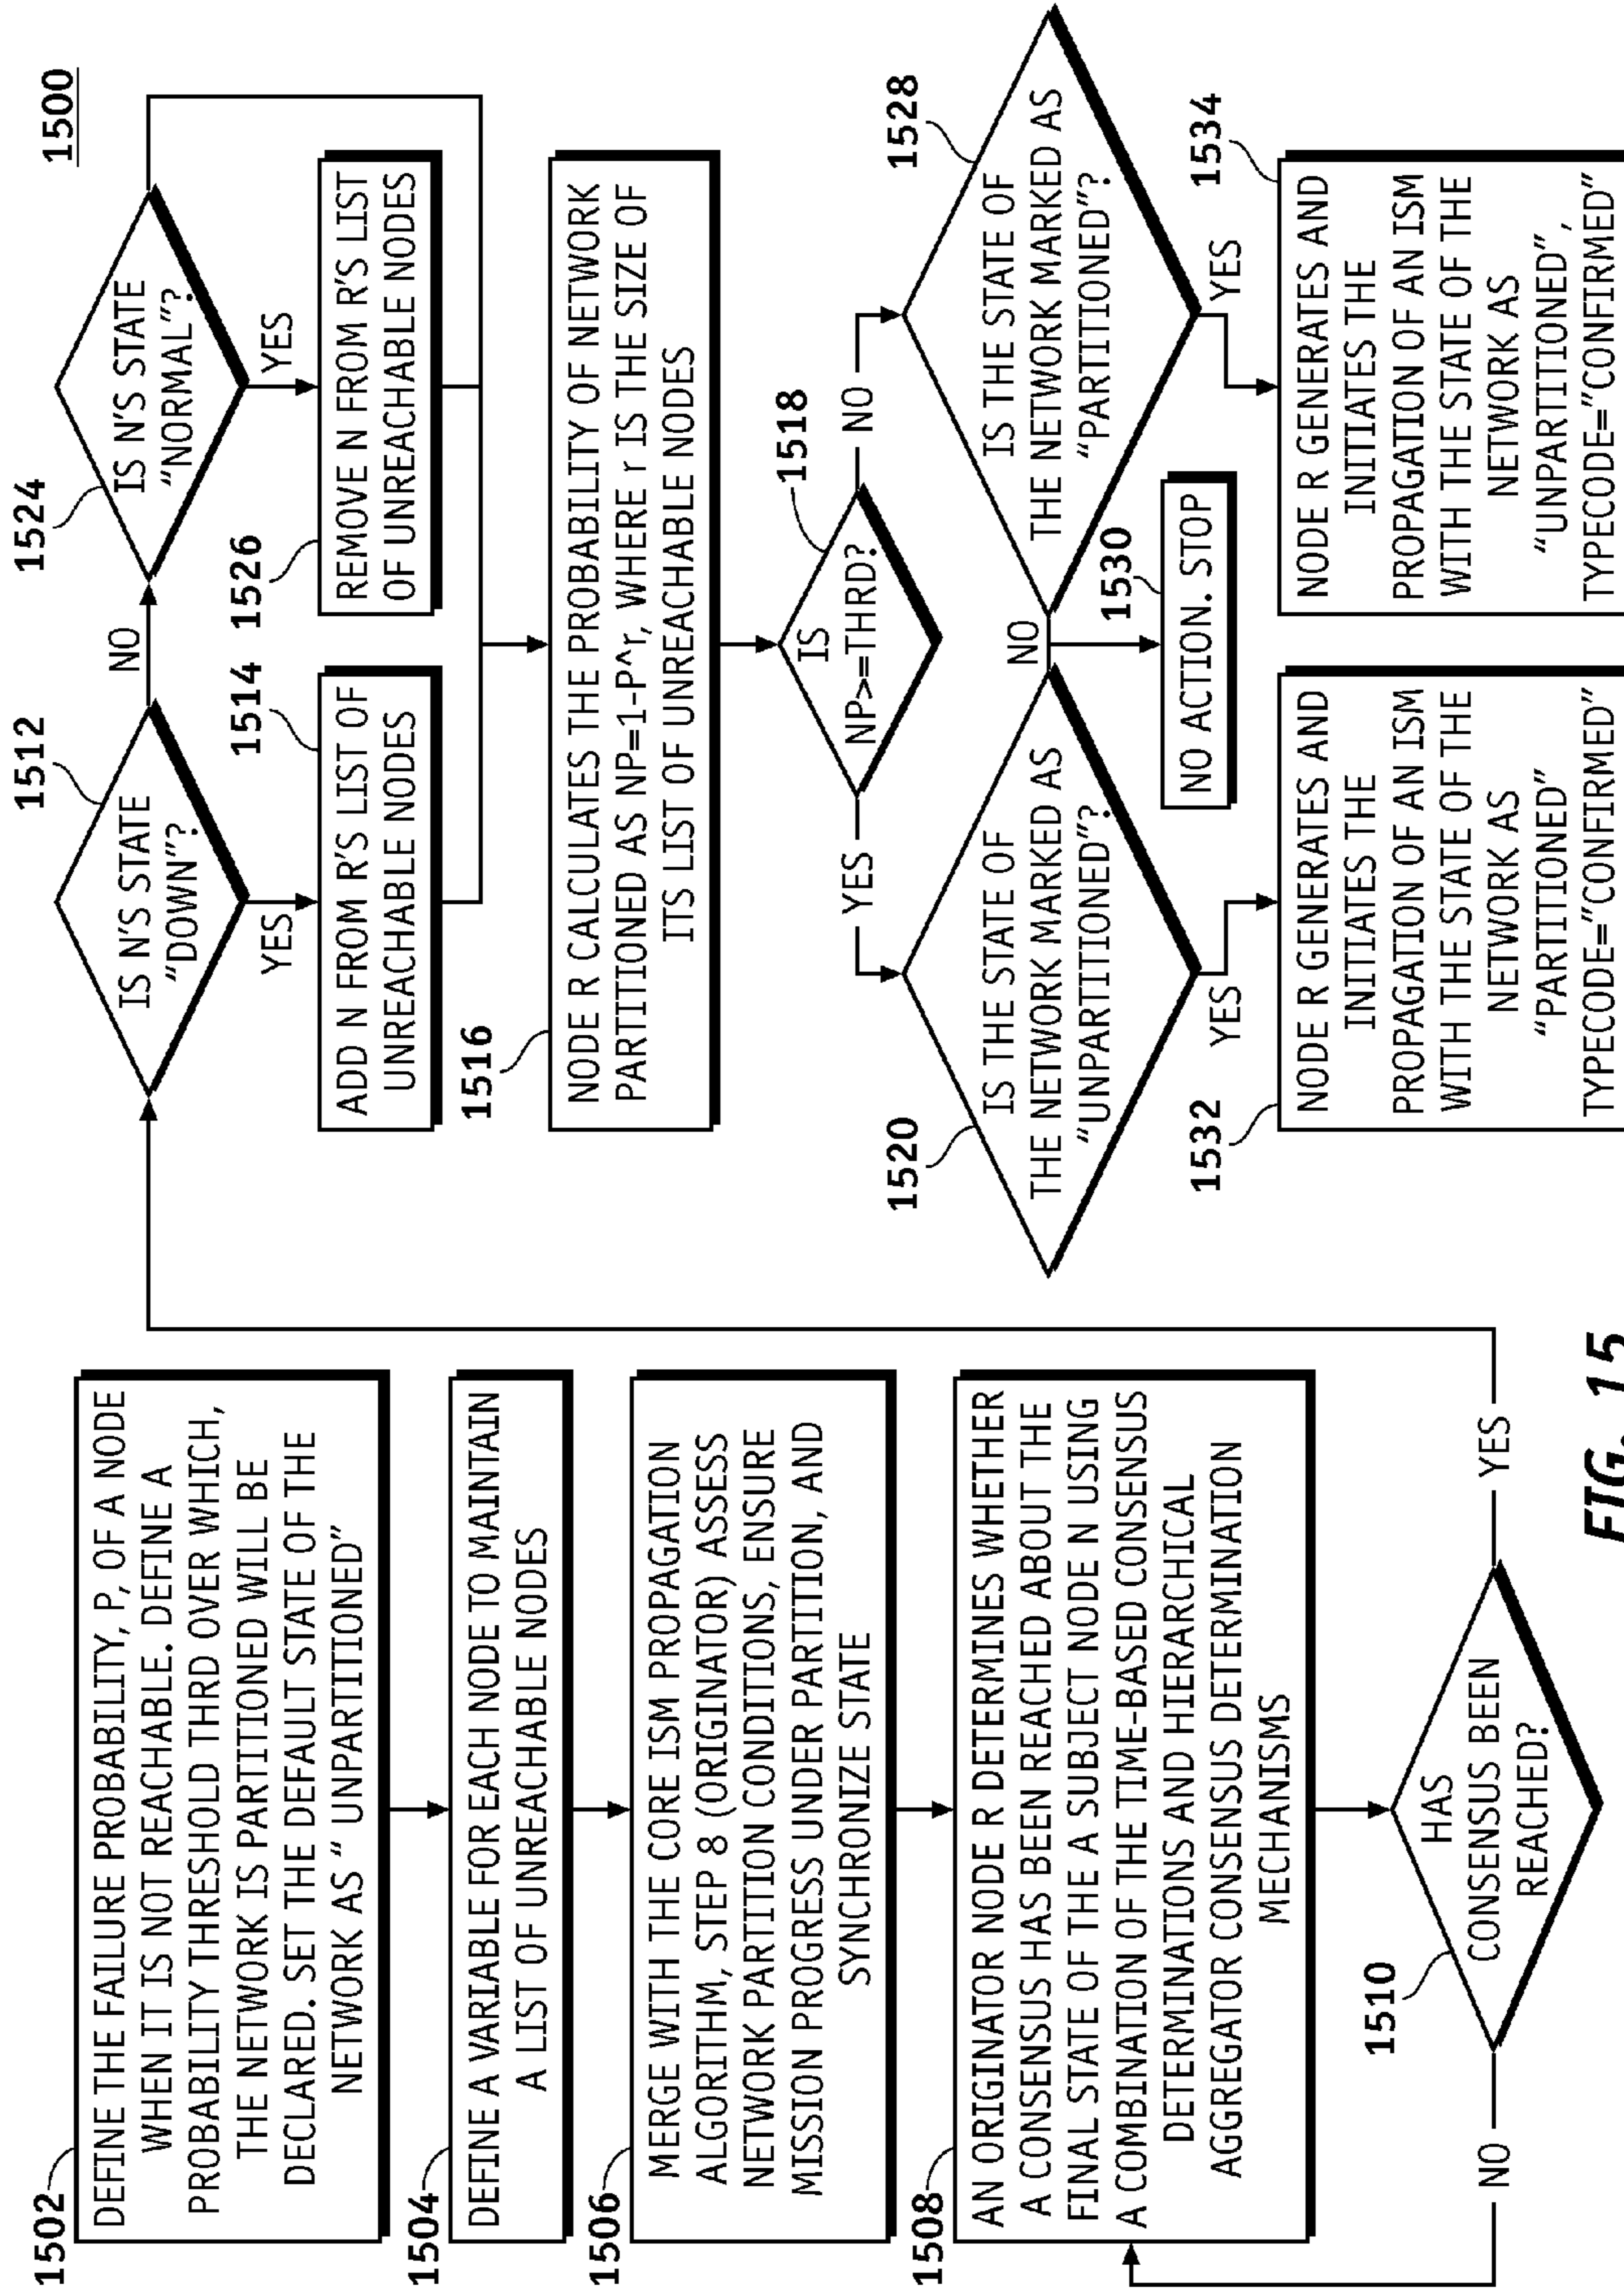 1500
1502
DEFINE THE FAILURE PROBABILITY, P, OF A NODE
WHEN IT IS NOT REACHABLE. DEFINE A
PROBABILITY THRESHOLD THRD OVER WHICH,
THE NETWORK IS PARTITIONED WILL BE
DECLARED. SET THE DEFAULT STATE OF THE
NETWORK AS “ UNPARTITIONED”
1504
DEFINE A VARIABLE FOR EACH NODE TO MAINTAIN
A LIST OF UNREACHABLE NODES
1506
MERGE WITH THE CORE ISM PROPAGATION
ALGORITHM, STEP 8 (ORIGINATOR) ASSESS
NETWORK PARTITION CONDITIONS, ENSURE
MISSION PROGRESS UNDER PARTITION, AND
SYNCHRONIZE STATE
1508
AN ORIGINATOR NODE R DETERMINES WHETHER
A CONSENSUS HAS BEEN REACHED ABOUT THE
FINAL STATE OF THE A SUBJECT NODE N USING
A COMBINATION OF THE TIME-BASED CONSENSUS
DETERMINATIONS AND HIERARCHICAL
AGGREGATOR CONSENSUS DETERMINATION
MECHANISMS
1510
HAS
CONSENSUS BEEN
REACHED?
NO
YES
1512
IS N'S STATE
“DOWN”?
NO
YES
1514
ADD N FROM R'S LIST OF
UNREACHABLE NODES
1524
IS N'S STATE
“NORMAL”?
YES
1526
REMOVE N FROM R'S LIST
OF UNREACHABLE NODES
1516
NODE R CALCULATES THE PROBABILITY OF NETWORK
PARTITIONED AS NP=1-P^r, WHERE r IS THE SIZE OF
ITS LIST OF UNREACHABLE NODES
1518
IS
NP>=THRD?
YES
NO
1520
IS THE STATE OF
THE NETWORK MARKED AS
“UNPARTITIONED”?
NO
YES
1528
IS THE STATE OF
THE NETWORK MARKED AS
“PARTITIONED”?
YES
1530
NO ACTION. STOP
1532
NODE R GENERATES AND
INITIATES THE
PROPAGATION OF AN ISM
WITH THE STATE OF THE
NETWORK AS
“PARTITIONED”
TYPECODE=“CONFIRMED”
1534
NODE R GENERATES AND
INITIATES THE
PROPAGATION OF AN ISM
WITH THE STATE OF THE
NETWORK AS
“UNPARTITIONED”,
TYPECODE=“CONFIRMED”
FIG. 15